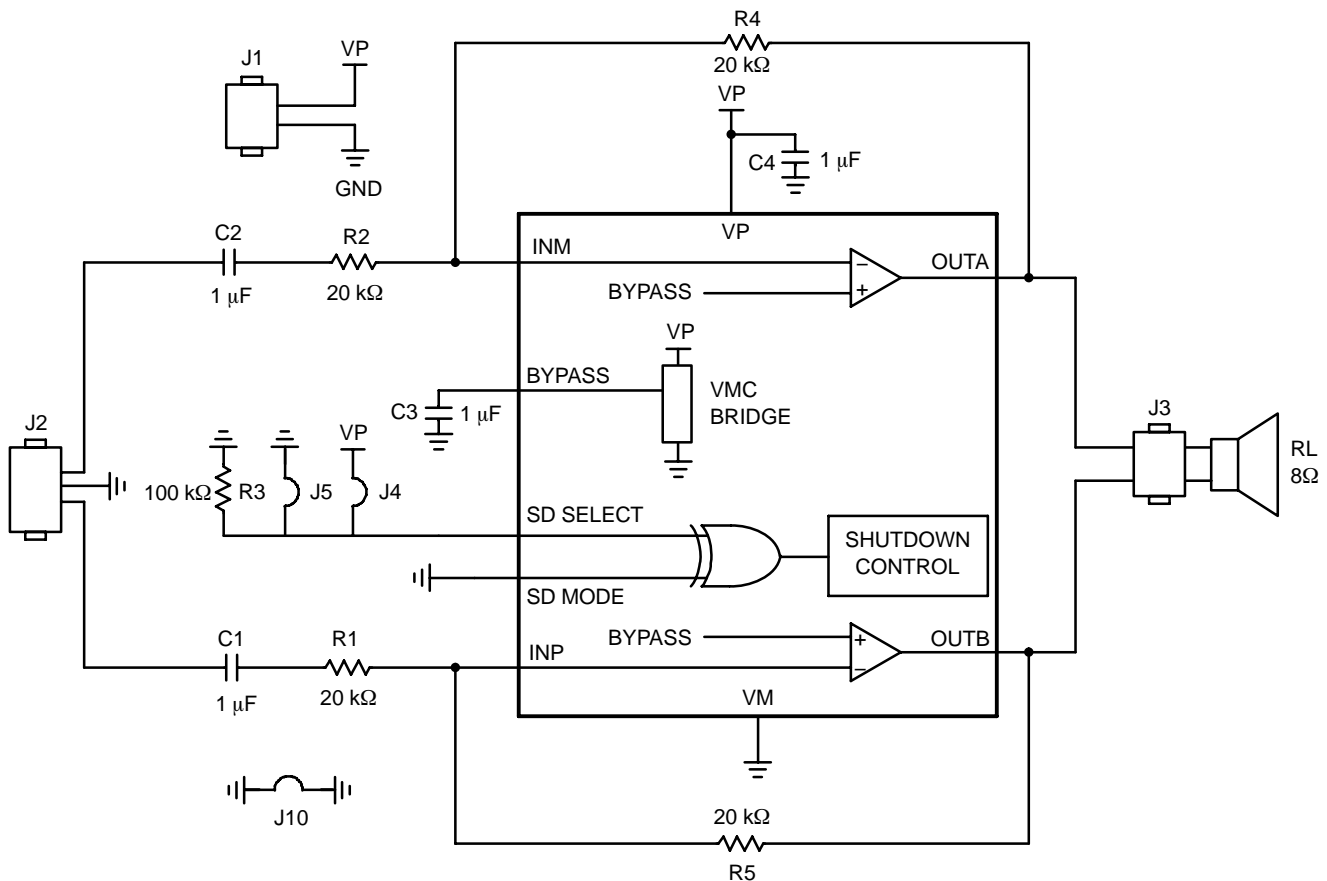 R4
20 kΩ
J1
VP
GND
VP
C4
1 μF
VP
C2
1 μF
R2
20 kΩ
INM
−
+
OUTA
BYPASS
VP
BYPASS
VMC
BRIDGE
C3
1 μF
J2
VP
100 kΩ
R3
J5
J4
J3
RL
8Ω
SD SELECT
SHUTDOWN
CONTROL
SD MODE
C1
1 μF
R1
20 kΩ
INP
BYPASS
+
−
OUTB
VM
J10
20 kΩ
R5